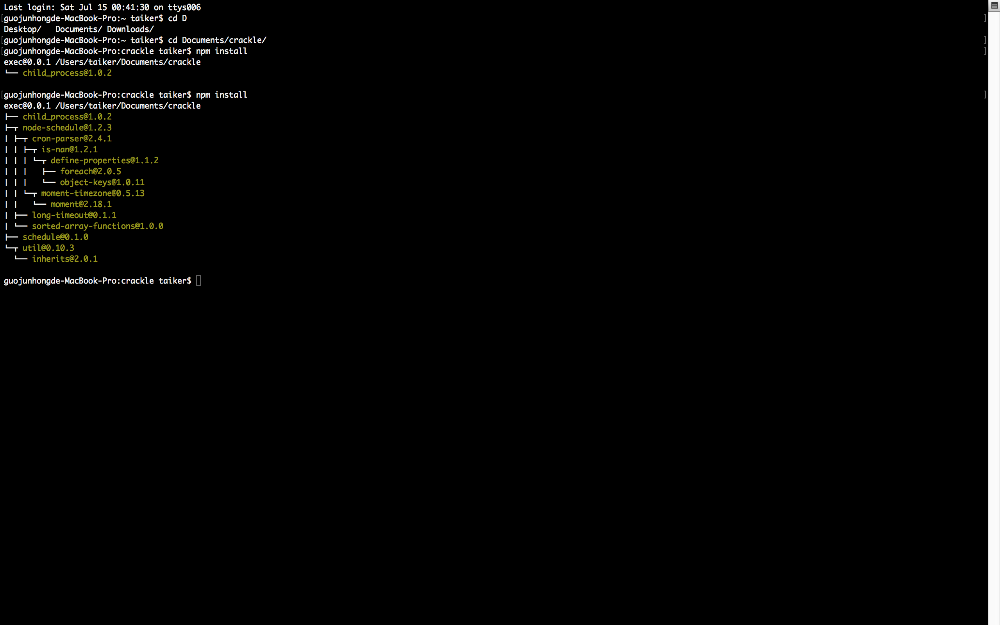 Last login: Sat Jul 15 00:41:30 on ttys006
[guojunhongde-MacBook-Pro:~ taiker$ cd D ]
Desktop/   Documents/ Downloads/
[guojunhongde-MacBook-Pro:~ taiker$ cd Documents/crackle/ ]
[guojunhongde-MacBook-Pro:crackle taiker$ npm install ]
exec@0.0.1 /Users/taiker/Documents/crackle
└── child_process@1.0.2
[guojunhongde-MacBook-Pro:crackle taiker$ npm install ]
exec@0.0.1 /Users/taiker/Documents/crackle
├── child_process@1.0.2
├─┬ node-schedule@1.2.3
│ ├─┬ cron-parser@2.4.1
│ │ ├─┬ is-nan@1.2.1
│ │ │ └─┬ define-properties@1.1.2
│ │ │   ├── foreach@2.0.5
│ │ │   └── object-keys@1.0.11
│ │ └─┬ moment-timezone@0.5.13
│ │   └── moment@2.18.1
│ ├── long-timeout@0.1.1
│ └── sorted-array-functions@1.0.0
├── schedule@0.1.0
└─┬ util@0.10.3
  └── inherits@2.0.1
guojunhongde-MacBook-Pro:crackle taiker$